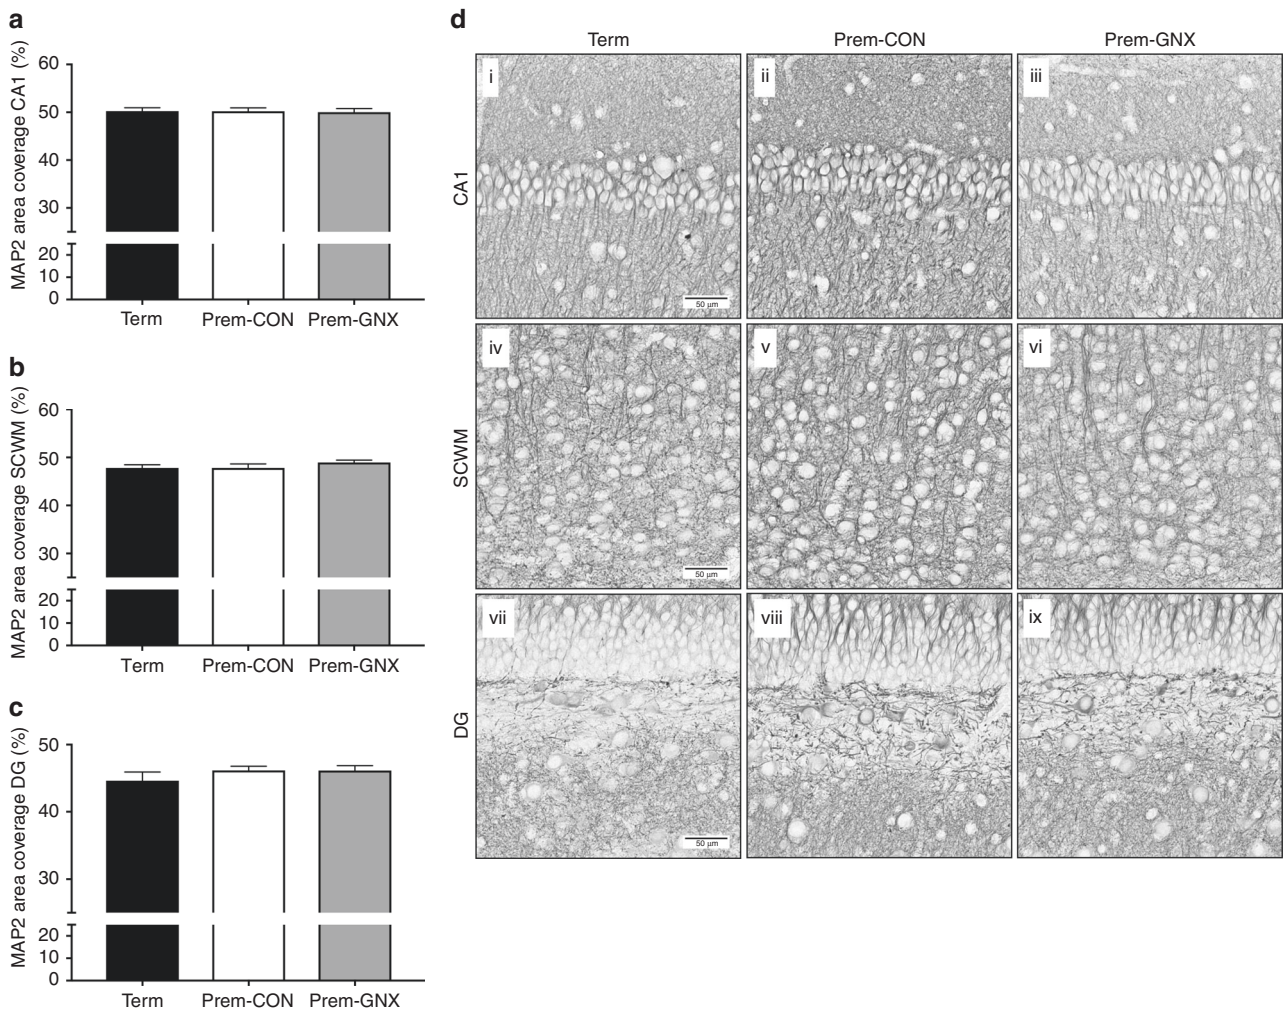 a
MAP2 area coverage CA1 (%)
60
50
40
30
20
10
0
Term Prem-CON Prem-GNX
b
MAP2 area coverage SCWM (%)
60
50
40
30
20
10
0
Term Prem-CON Prem-GNX
c
MAP2 area coverage DG (%)
50
40
30
20
10
0
Term Prem-CON Prem-GNX
d
Term Prem-CON Prem-GNX
CA1
i ii iii
50 µm
SCWM
iv v vi
50 µm
DG
vii viii ix
50 µm